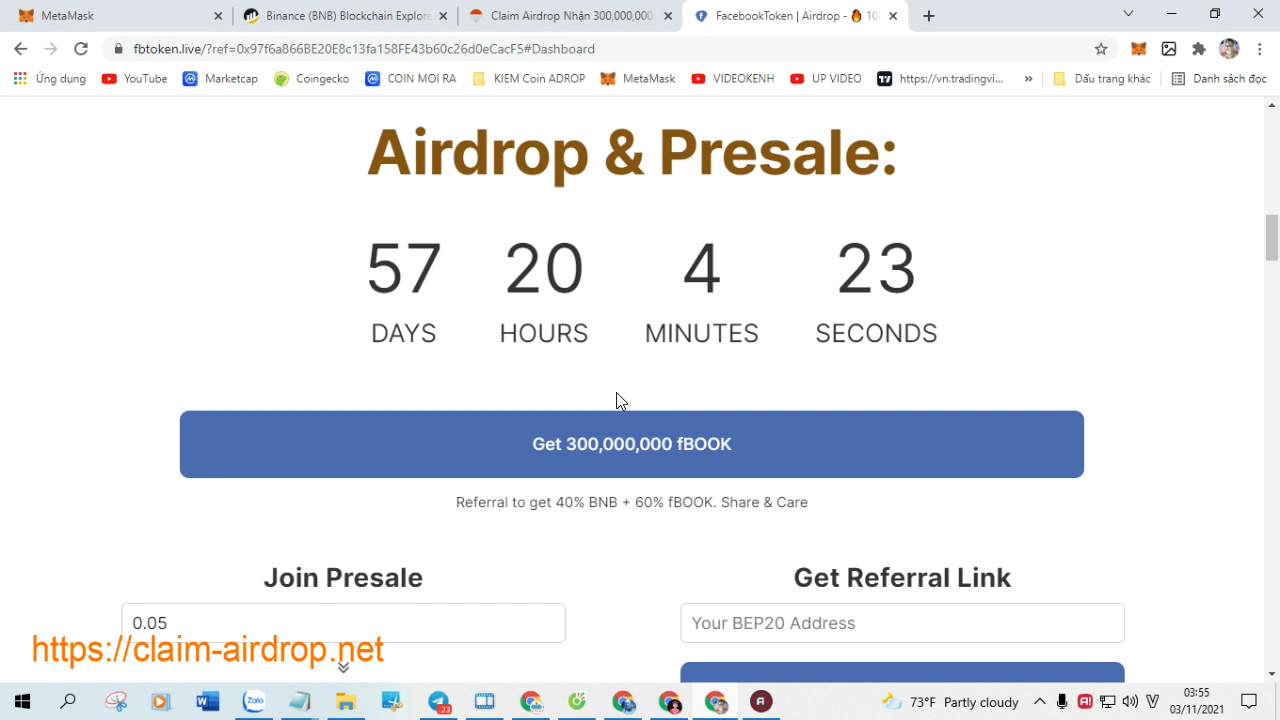 MetaMask
Binance (BNB) Blockchain Explore
Claim Airdrop Nhận 300,000,000
FacebookToken | Airdrop - 🔥 10
fbtoken.live/?ref=0x97f6a866BE20E8c13fa158FE43b60c26d0eCacF5#Dashboard
Ứng dụng
YouTube
Marketcap
Coingecko
COIN MOI RA
KIEM Coin ADROP
MetaMask
VIDEOKENH
UP VIDEO
https://vn.tradingvi...
»
Dấu trang khác
Danh sách đọc
Airdrop & Presale:
57 20 4 23
DAYS HOURS MINUTES SECONDS
Get 300,000,000 fBOOK
Referral to get 40% BNB + 60% fBOOK. Share & Care
Join Presale
Get Referral Link
0.05
Your BEP20 Address
https://claim-airdrop.net
Zalo
23
73°F Partly cloudy
03:55
03/11/2021